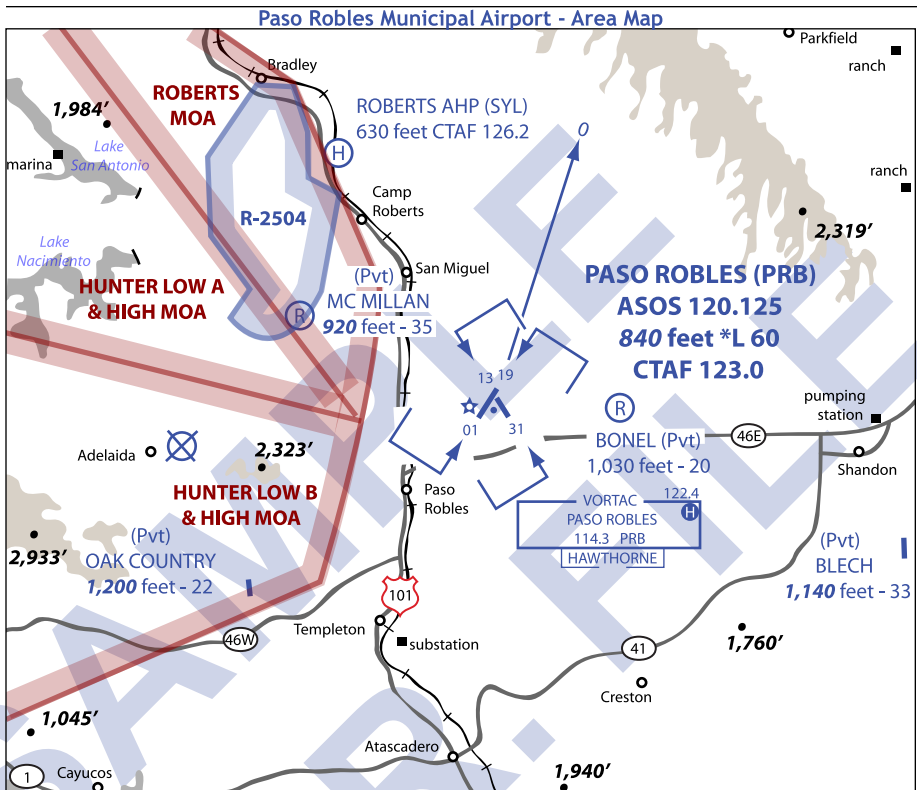 Paso Robles Municipal Airport - Area Map
Parkfield
ranch
Bradley
ROBERTS
MOA
ROBERTS AHP (SYL)
630 feet CTAF 126.2
1,984’
Lake
San Antonio
marina
H
ranch
R-2504
Camp
Roberts
2,319’
Lake
Nacimiento
San Miguel
HUNTER LOW A
& HIGH MOA
(Pvt)
MC MILLAN
920 feet - 35
R
PASO ROBLES (PRB)
ASOS 120.125
840 feet *L 60
CTAF 123.0
0
13 19
01
31
R
BONEL (Pvt)
1,030 feet - 20
46E
pumping
station
Shandon
Adelaida
2,323’
HUNTER LOW B
& HIGH MOA
Paso
Robles
VORTAC 122.4
PASO ROBLES
H
114.3 PRB
HAWTHORNE
2,933’
(Pvt)
OAK COUNTRY
1,200 feet - 22
(Pvt)
BLECH
1,140 feet - 33
101
46W
Templeton
substation
41
1,760’
Creston
1,045’
Atascadero
1
Cayucos
1,940’
SAMPLE
R. FILE